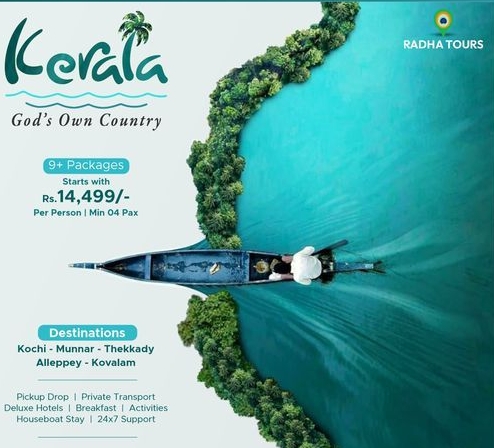 Kerala
God's Own Country
RADHA TOURS
9+ Packages
Starts with
Rs.14,499/-
Per Person | Min 04 Pax
Destinations
Kochi - Munnar - Thekkady
Alleppey - Kovalam
Pickup Drop | Private Transport
Deluxe Hotels | Breakfast | Activities
Houseboat Stay | 24x7 Support